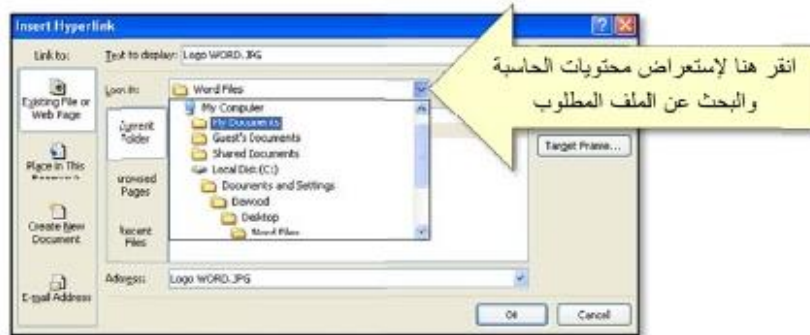 Insert Hyperlink
Link to:
Text to display: Logo WORD.JPG
انقر هنا لإستعراض محتويات الحاسبة
والبحث عن الملف المطلوب
Existing File or
Web Page
Look in:
Word Files
My Computer
My Documents
Guest's Documents
Shared Documents
Local Disk (C:)
Documents and Settings
Dawood
Desktop
Word Files
Current
Folder
Browsed
Pages
Recent
Files
Target Frame...
Place in This
Create New
Document
E-mail Address
Address:
Logo WORD.JPG
OK
Cancel